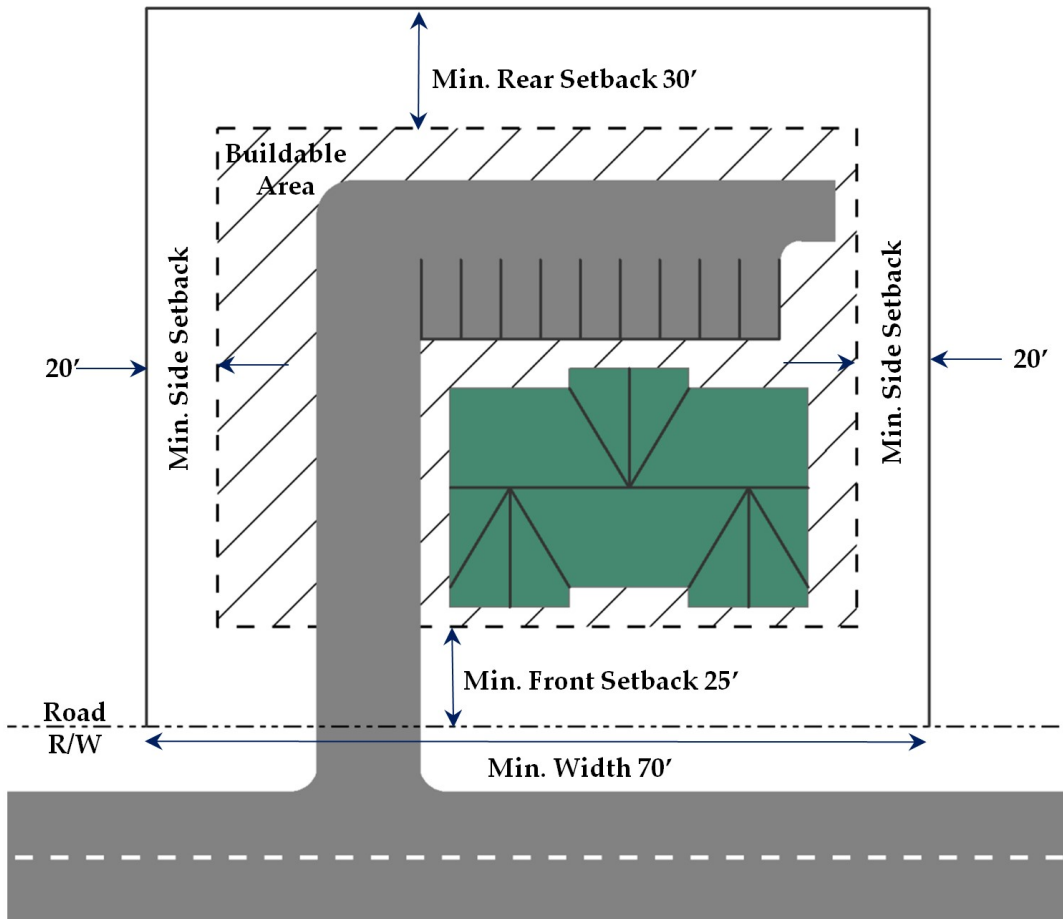 Min. Rear Setback 30’
Buildable
Area
Min. Side Setback
Min. Side Setback
20’
20’
Min. Front Setback 25’
Road
R/W
Min. Width 70’